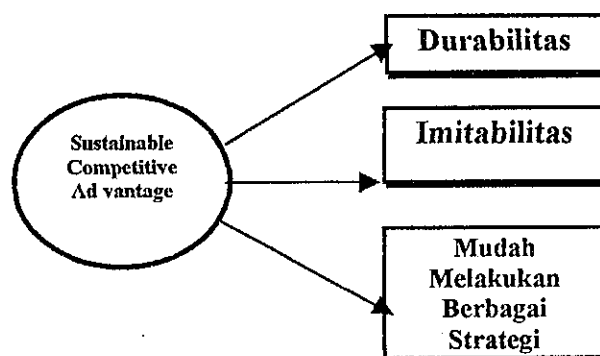 Durabilitas
Imitabilitas
Sustainable
Competitive
Ad vantage
Mudah
Melakukan
Berbagai
Strategi